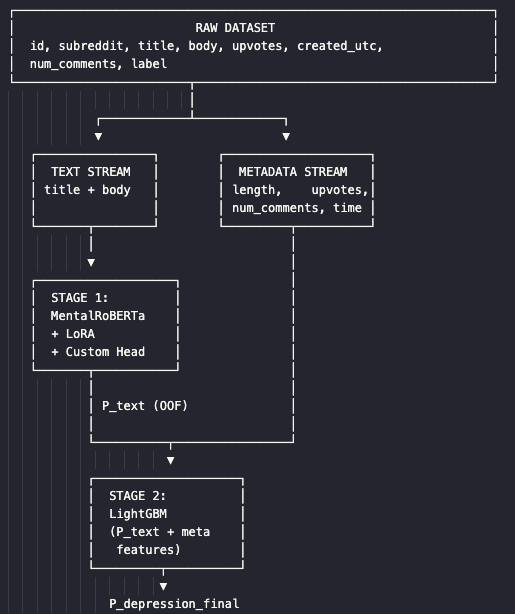 RAW DATASET
id, subreddit, title, body, upvotes, created_utc,
num_comments, label
TEXT STREAM
title + body
METADATA STREAM
length, upvotes,
num_comments, time
STAGE 1:
MentalRoBERTa
+ LoRA
+ Custom Head
P_text (OOF)
STAGE 2:
LightGBM
(P_text + meta
features)
P_depression_final